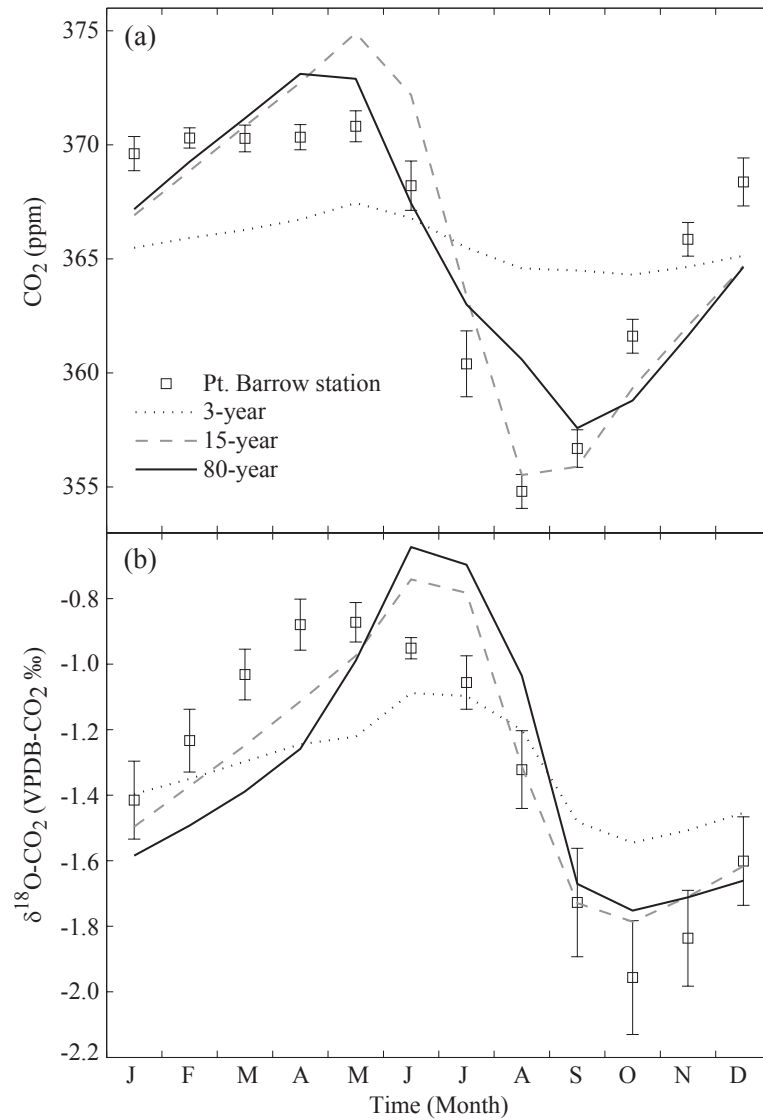 (a)
375
370
365
360
355
CO₂ (ppm)
Pt. Barrow station
3-year
15-year
80-year
(b)
-0.8
-1.0
-1.2
-1.4
-1.6
-1.8
-2.0
-2.2
δ¹⁸O-CO₂ (VPDB-CO₂ ‰)
J F M A M J J A S O N D
Time (Month)